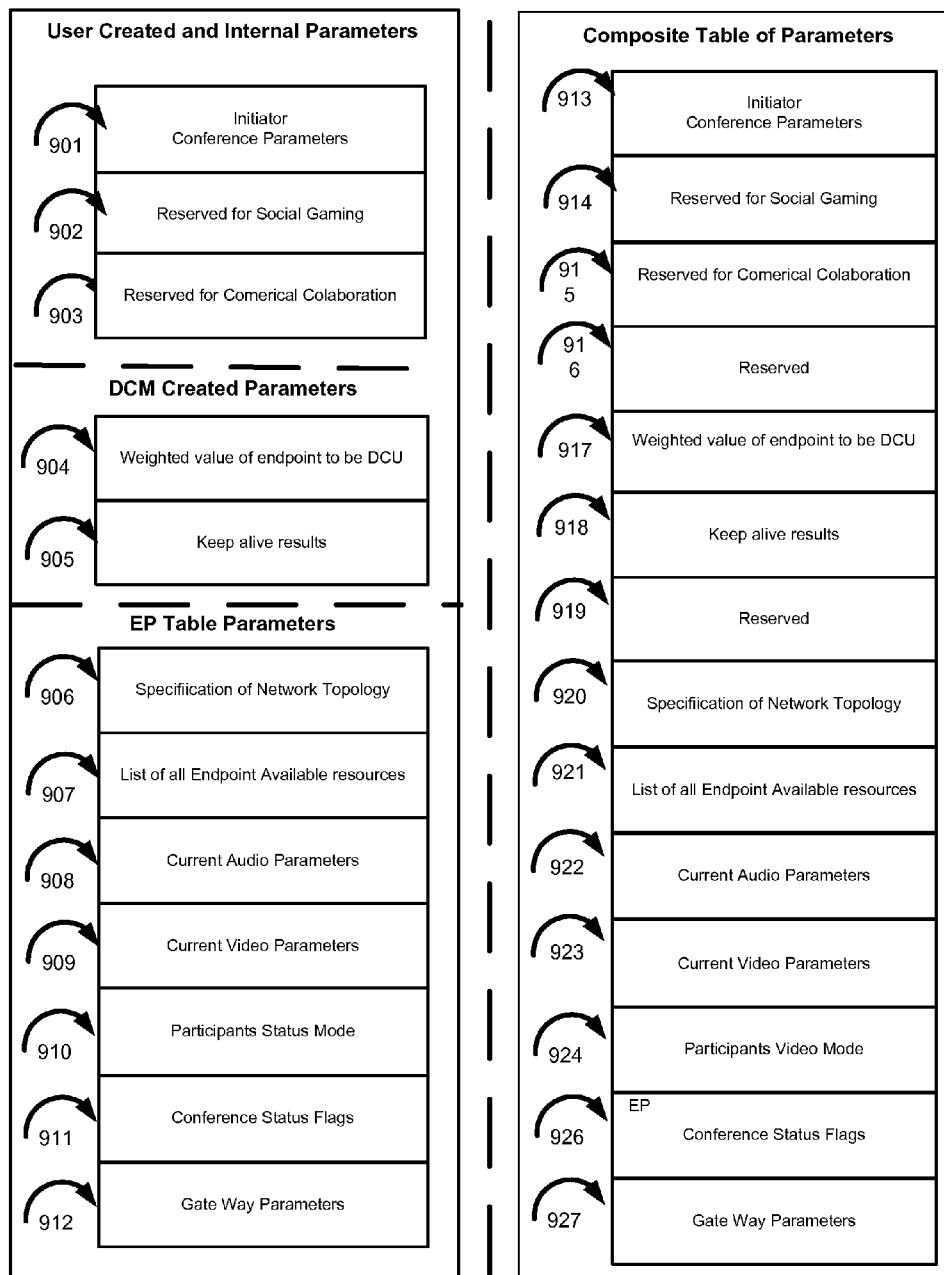 User Created and Internal Parameters
901
Initiator
Conference Parameters
902
Reserved for Social Gaming
903
Reserved for Comerical Colaboration
DCM Created Parameters
904
Weighted value of endpoint to be DCU
905
Keep alive results
EP Table Parameters
906
Specifiication of Network Topology
907
List of all Endpoint Available resources
908
Current Audio Parameters
909
Current Video Parameters
910
Participants Status Mode
911
Conference Status Flags
912
Gate Way Parameters
Composite Table of Parameters
913
Initiator
Conference Parameters
914
Reserved for Social Gaming
91
5
Reserved for Comerical Colaboration
91
6
Reserved
917
Weighted value of endpoint to be DCU
918
Keep alive results
919
Reserved
920
Specifiication of Network Topology
921
List of all Endpoint Available resources
922
Current Audio Parameters
923
Current Video Parameters
924
Participants Video Mode
926
EP
Conference Status Flags
927
Gate Way Parameters